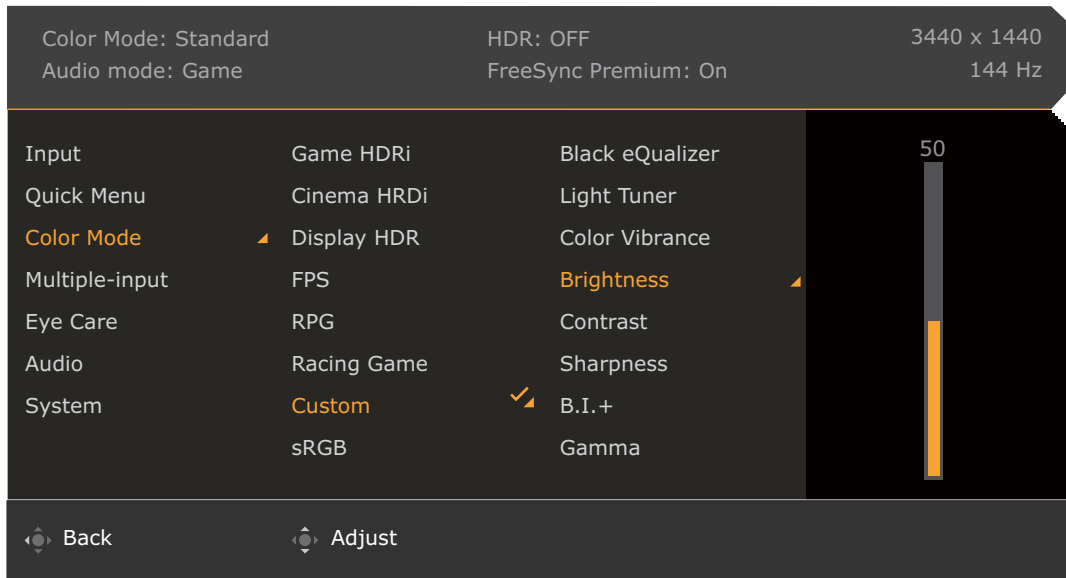 Color Mode: Standard
HDR: OFF
3440 x 1440
Audio mode: Game
FreeSync Premium: On
144 Hz
Input
Quick Menu
Color Mode
Multiple-input
Eye Care
Audio
System
Game HDRi
Cinema HRDi
Display HDR
FPS
RPG
Racing Game
Custom
sRGB
Black eQualizer
Light Tuner
Color Vibrance
Brightness
Contrast
Sharpness
B.I.+
Gamma
50
Back
Adjust